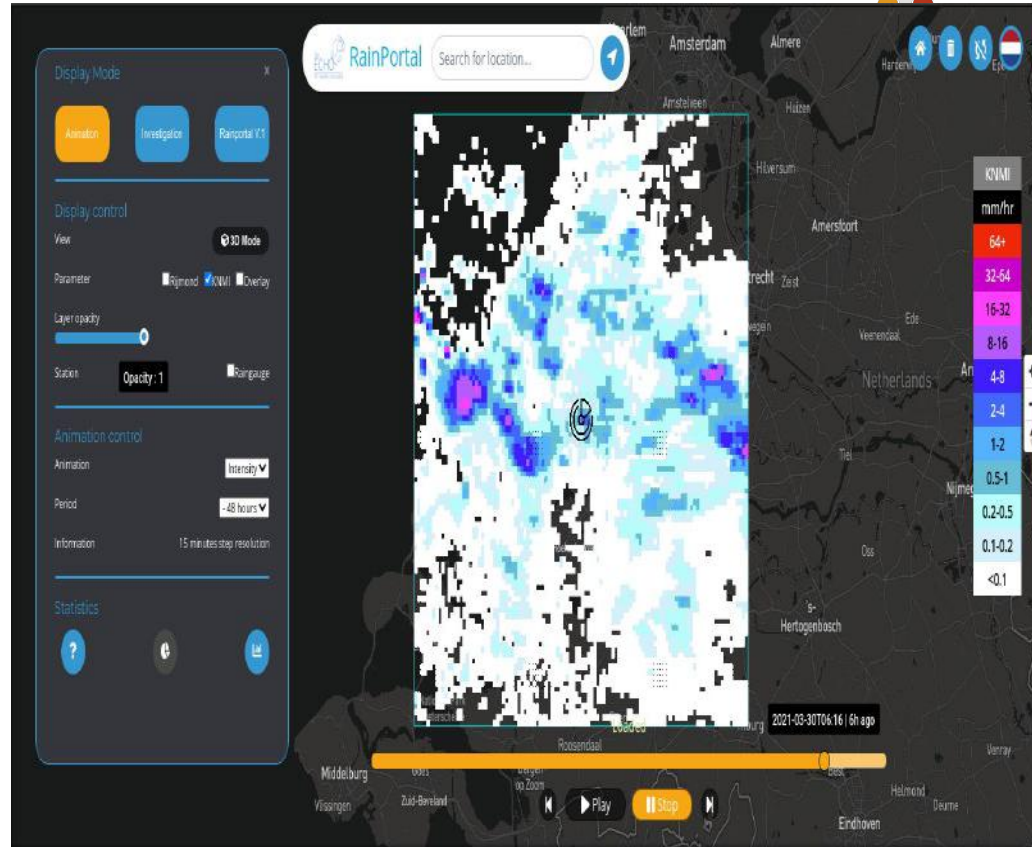 Display Mode
x
Animation
Investigation
Rainportal V.1
Display control
View
3D Mode
Parameter
Rijmond
KNMI
Overlay
Layer opacity
Station
Opacity : 1
Raingauge
Animation control
Animation
Intensity
Period
- 48 hours
Information
15 minutes step resolution
Statistics
?
RainPortal
Search for location...
Amsterdam
Almere
Amstelveen
Huizen
Hilversum
Amersfoort
Zeist
Ede
Veenendaal
Netherlands
Tiel
Oss
's-
Hertogenbosch
KNMI
mm/hr
64+
32-64
16-32
8-16
4-8
2-4
1-2
0.5-1
0.2-0.5
0.1-0.2
<0.1
Loaded
2021-03-30T06:16 | 6h ago
Roosendaal
Middelburg
Goes
Bergen
op Zoom
Best
Venray
Vlissingen
Zuid-Beveland
Play
Stop
Helmond
Deurne
Eindhoven